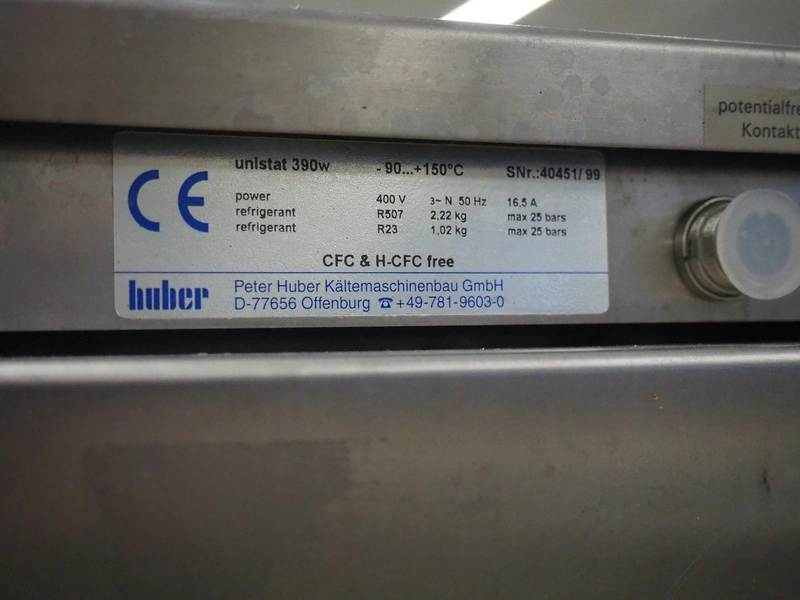 unistat 390w -90...+150°C SNr.:40451/ 99
power 400 V 3~ N 50 Hz 16,5 A
refrigerant R507 2,22 kg max 25 bars
refrigerant R23 1,02 kg max 25 bars
CFC & H-CFC free
huber Peter Huber Kältemaschinenbau GmbH
D-77656 Offenburg ☎+49-781-9603-0
CE
potentialfre
Kontakt